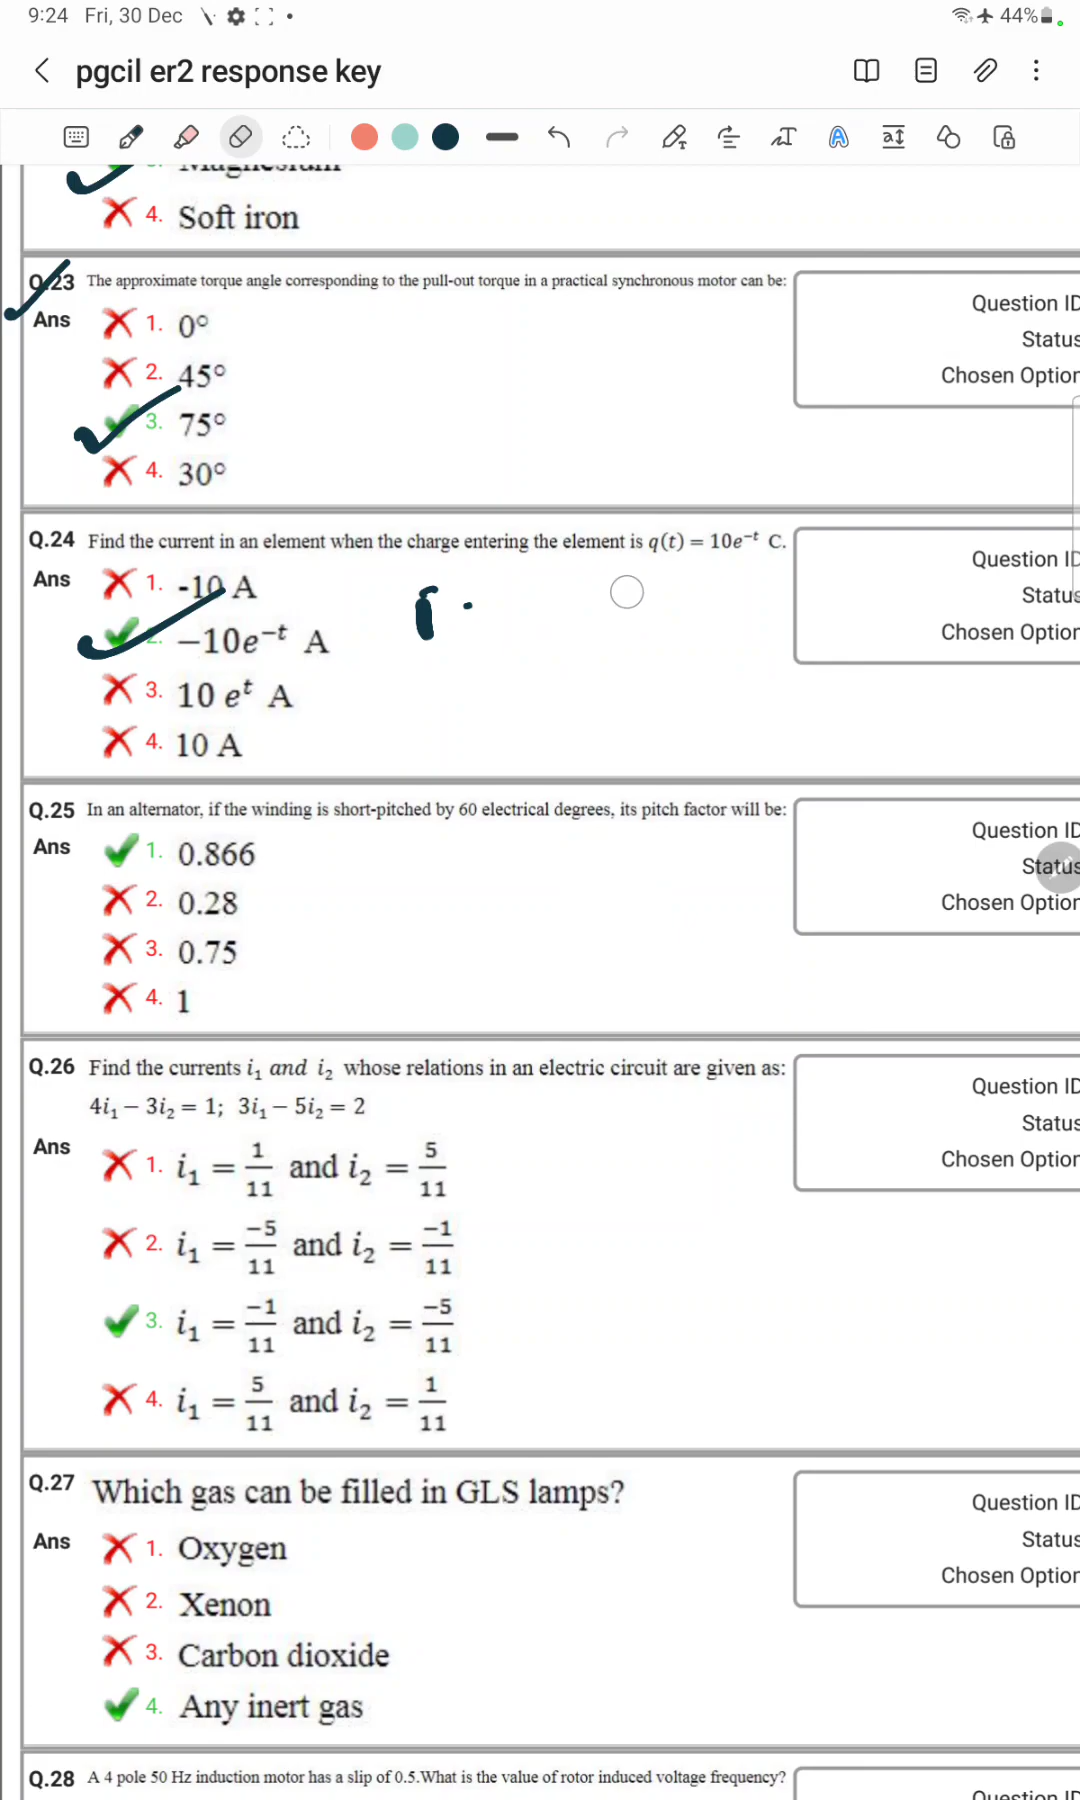 9:24 Fri, 30 Dec
44%
pgcil er2 response key
3. Magnesium
4. Soft iron
Q.23 The approximate torque angle corresponding to the pull-out torque in a practical synchronous motor can be:
Ans
1. 0°
2. 45°
3. 75°
4. 30°
Question ID
Status
Chosen Option
Q.24 Find the current in an element when the charge entering the element is q(t) = 10e⁻ᵗ C.
Ans
1. -10 A
2. −10e⁻ᵗ A
3. 10 eᵗ A
4. 10 A
Question ID
Status
Chosen Option
Q.25 In an alternator, if the winding is short-pitched by 60 electrical degrees, its pitch factor will be:
Ans
1. 0.866
2. 0.28
3. 0.75
4. 1
Question ID
Status
Chosen Option
Q.26 Find the currents i₁ and i₂ whose relations in an electric circuit are given as:
4i₁ − 3i₂ = 1; 3i₁ − 5i₂ = 2
Ans
1. i₁ = 1/11 and i₂ = 5/11
2. i₁ = −5/11 and i₂ = −1/11
3. i₁ = −1/11 and i₂ = −5/11
4. i₁ = 5/11 and i₂ = 1/11
Question ID
Status
Chosen Option
Q.27 Which gas can be filled in GLS lamps?
Ans
1. Oxygen
2. Xenon
3. Carbon dioxide
4. Any inert gas
Question ID
Status
Chosen Option
Q.28 A 4 pole 50 Hz induction motor has a slip of 0.5.What is the value of rotor induced voltage frequency?
Question ID